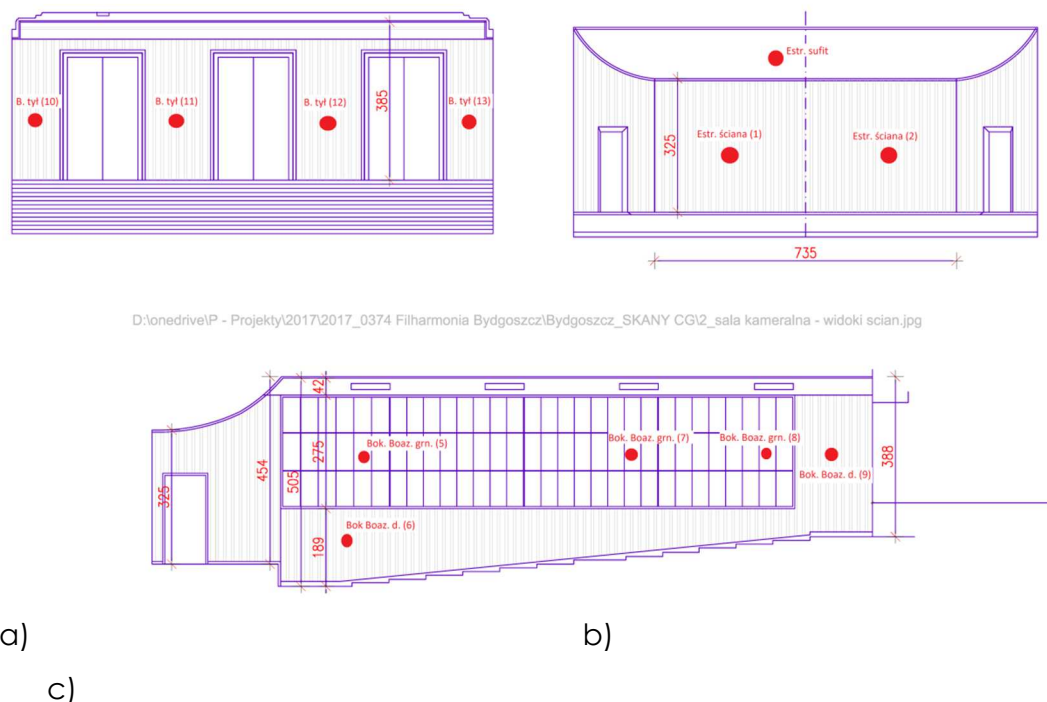 B. tył (10)
B. tył (11)
B. tył (12)
B. tył (13)
385
Estr. sufit
Estr. ściana (1)
Estr. ściana (2)
325
735
D:\onedrive\P - Projekty\2017\2017_0374 Filharmonia Bydgoszcz\Bydgoszcz_SKANY CG\2_sala kameralna - widoki scian.jpg
42
Bok. Boaz. grn. (5)
Bok. Boaz. grn. (7)
Bok. Boaz. grn. (8)
Bok. Boaz. d. (9)
325
454
505
275
388
Bok Boaz. d. (6)
189
a)
b)
c)